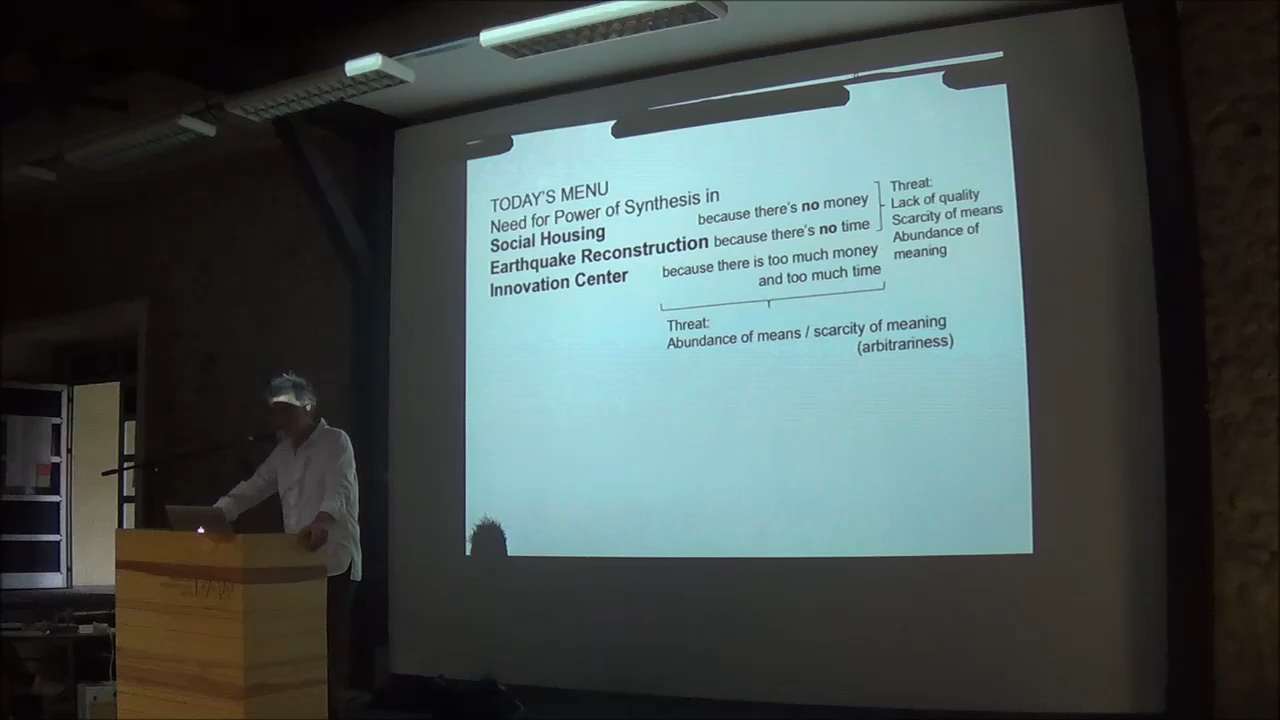 TODAY'S MENU
Need for Power of Synthesis in
Social Housing because there's no money
Earthquake Reconstruction because there's no time
Innovation Center because there is too much money
and too much time
Threat:
Lack of quality
Scarcity of means
Abundance of
meaning
Threat:
Abundance of means / scarcity of meaning
(arbitrariness)